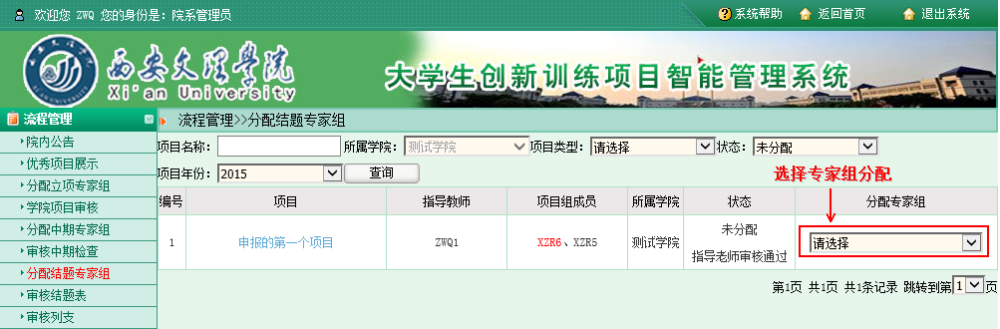 欢迎您 ZWQ 您的身份是：院系管理员
系统帮助 返回首页 退出系统
西安文理学院
Xi'an University
大学生创新训练项目智能管理系统
流程管理
院内公告
优秀项目展示
分配立项专家组
学院项目审核
分配中期专家组
审核中期检查
分配结题专家组
审核结题表
审核列支
流程管理>>分配结题专家组
项目名称： 所属学院： 测试学院 项目类型： 请选择 状态： 未分配
项目年份： 2015 查询
选择专家组分配
编号 项目 指导教师 项目组成员 所属学院 状态 分配专家组
1 申报的第一个项目 ZWQ1 XZR6、XZR5 测试学院 未分配 请选择
指导老师审核通过
第1页 共1页 共1条记录 跳转到第 1 页